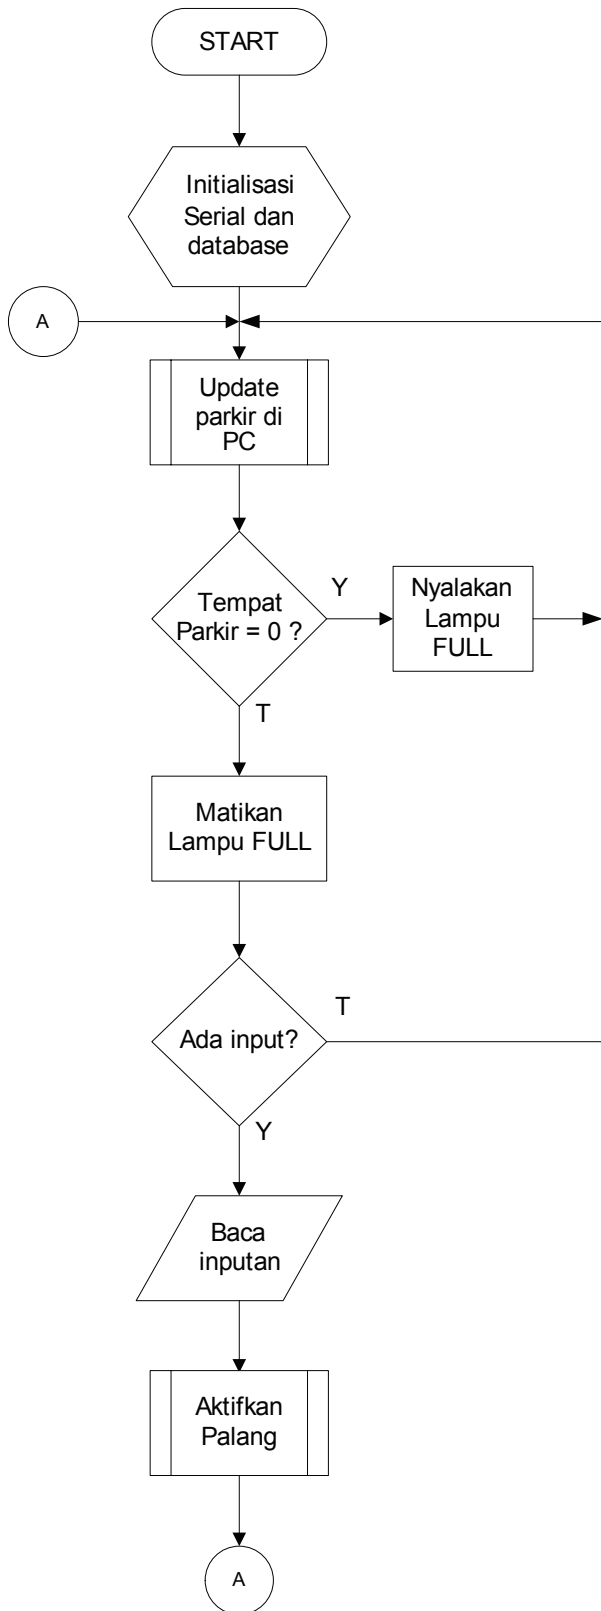 START
Initialisasi
Serial dan
database
A
Update
parkir di
PC
Tempat
Parkir = 0 ?
Y
Nyalakan
Lampu
FULL
T
Matikan
Lampu FULL
Ada input?
T
Y
Baca
inputan
Aktifkan
Palang
A